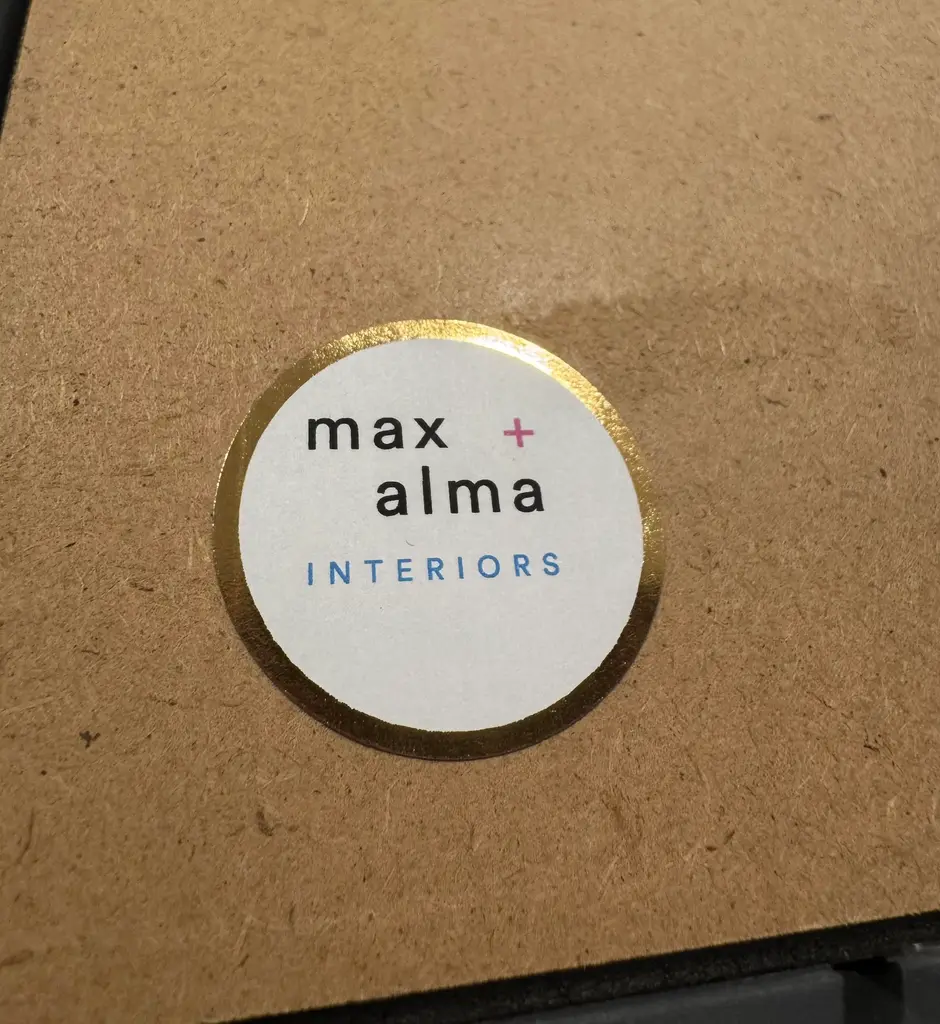 max +
alma
INTERIORS